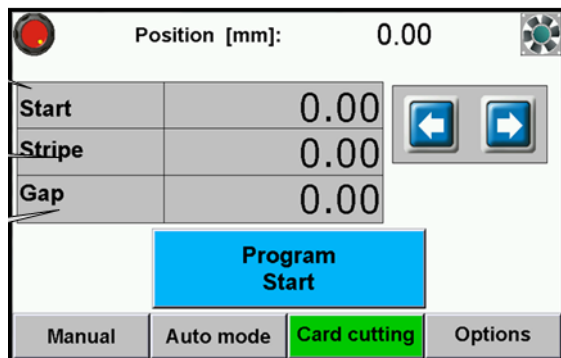 Position [mm]: 0.00
Start 0.00
Stripe 0.00
Gap 0.00
Program
Start
Manual Auto mode Card cutting Options